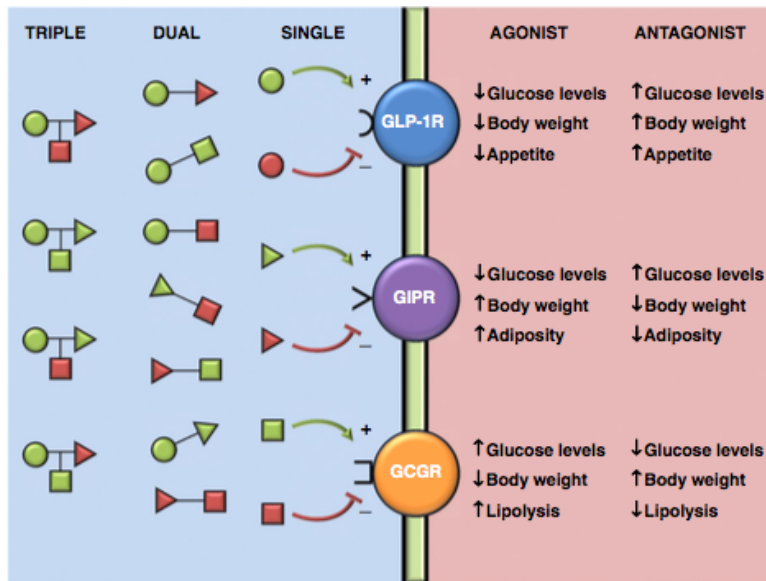 TRIPLE DUAL SINGLE AGONIST ANTAGONIST
+
GLP-1R
–
↓Glucose levels ↑Glucose levels
↓Body weight ↑Body weight
↓Appetite ↑Appetite
+
GIPR
–
↓Glucose levels ↑Glucose levels
↑Body weight ↓Body weight
↑Adiposity ↓Adiposity
+
GCGR
–
↑Glucose levels ↓Glucose levels
↓Body weight ↑Body weight
↑Lipolysis ↓Lipolysis